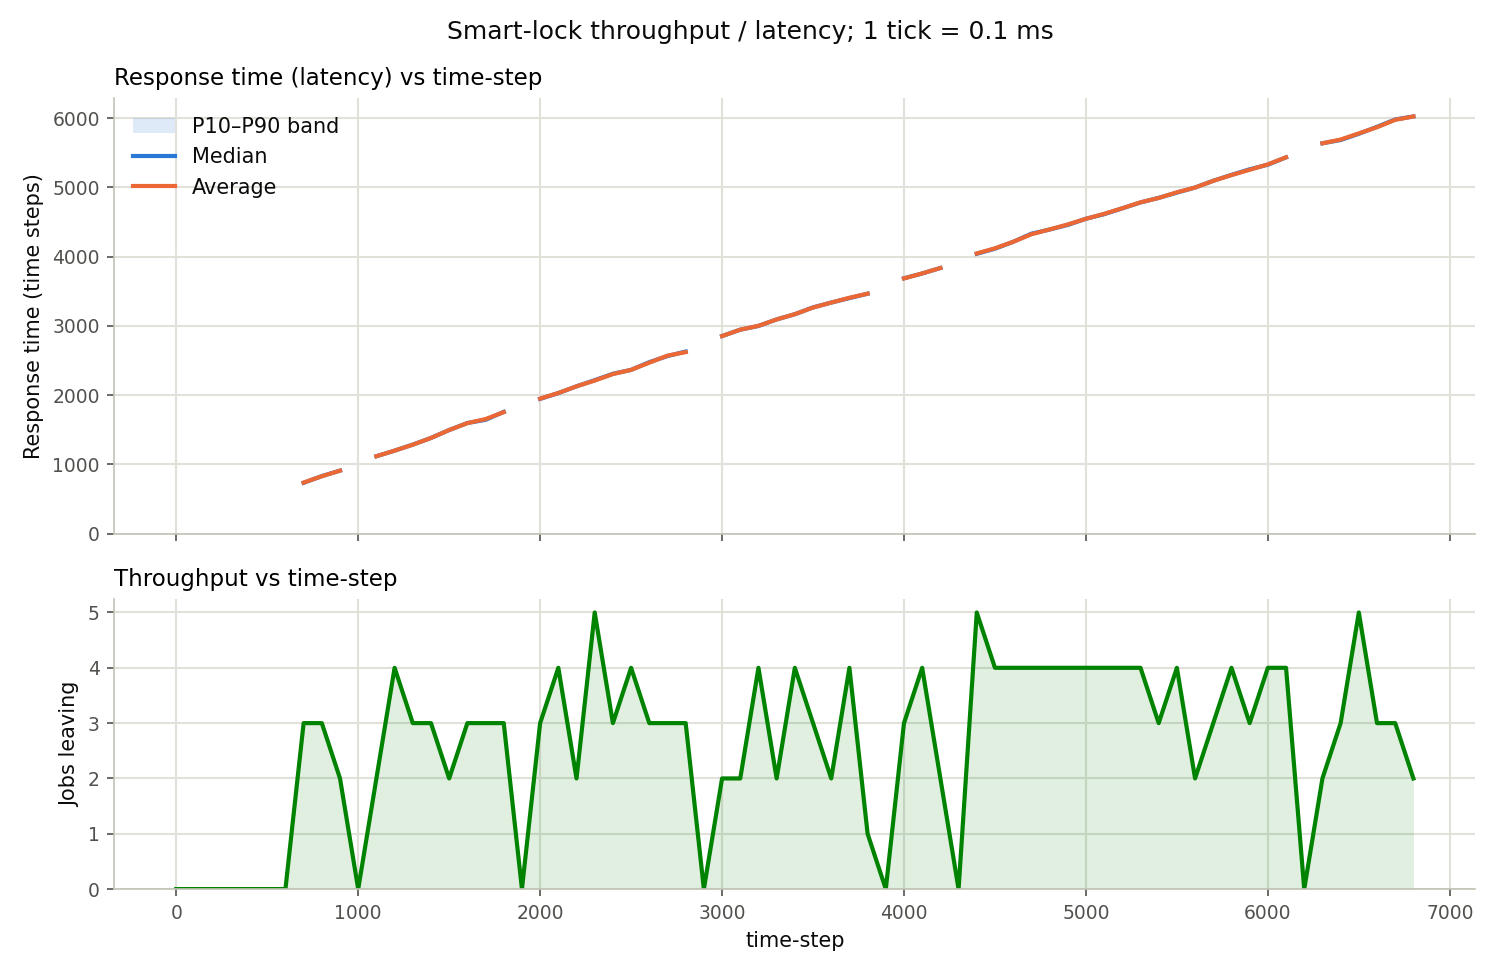 Smart-lock throughput / latency; 1 tick = 0.1 ms
Response time (latency) vs time-step
P10–P90 band
Median
Average
Response time (time steps)
6000
5000
4000
3000
2000
1000
0
Throughput vs time-step
Jobs leaving
5
4
3
2
1
0
0 1000 2000 3000 4000 5000 6000 7000
time-step